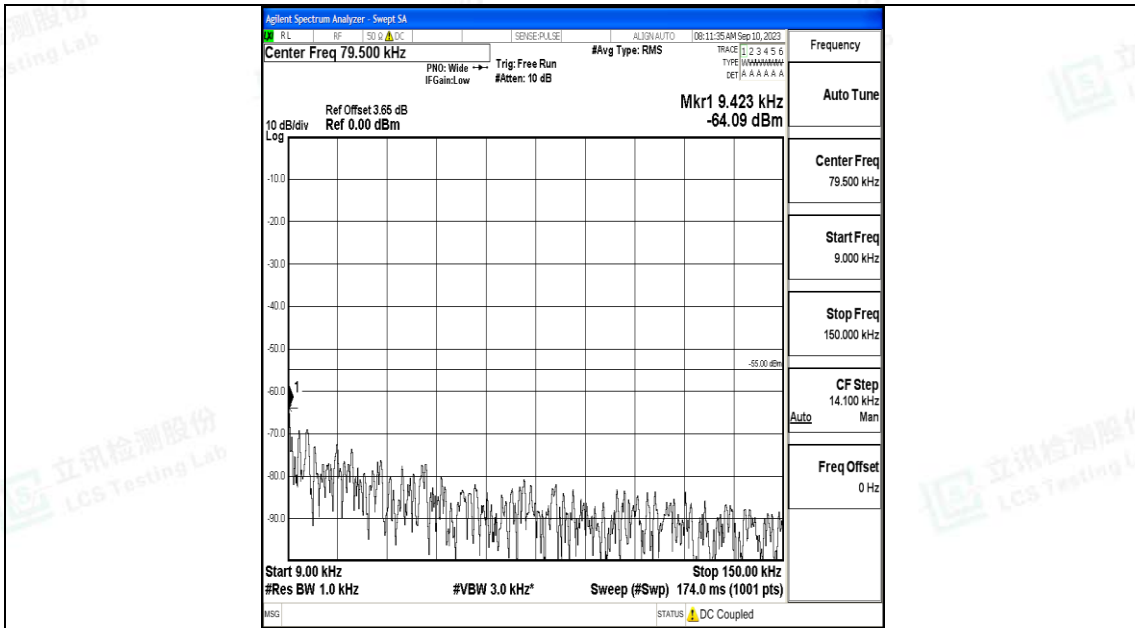 Agilent Spectrum Analyzer - Swept SA
RL RF 50 Ω DC SENSE:PULSE ALIGN AUTO 08:11:35 AM Sep 10, 2023
Center Freq 79.500 kHz
PNO: Wide
IFGain:Low
Trig: Free Run
#Atten: 10 dB
#Avg Type: RMS
TRACE 1 2 3 4 5 6
TYPE
DET A A A A A A
Mkr1 9.423 kHz
-64.09 dBm
Ref Offset 3.65 dB
10 dB/div Ref 0.00 dBm
Log
-10.0
-20.0
-30.0
-40.0
-50.0
-55.00 dBm
-60.0
1
-70.0
-80.0
-90.0
Start 9.00 kHz Stop 150.00 kHz
#Res BW 1.0 kHz #VBW 3.0 kHz* Sweep (#Swp) 174.0 ms (1001 pts)
MSG STATUS DC Coupled
Frequency
Auto Tune
Center Freq
79.500 kHz
Start Freq
9.000 kHz
Stop Freq
150.000 kHz
CF Step
14.100 kHz
Auto Man
Freq Offset
0 Hz
立讯检测股份
LCS Testing Lab
立讯检测股份
LCS Testing L